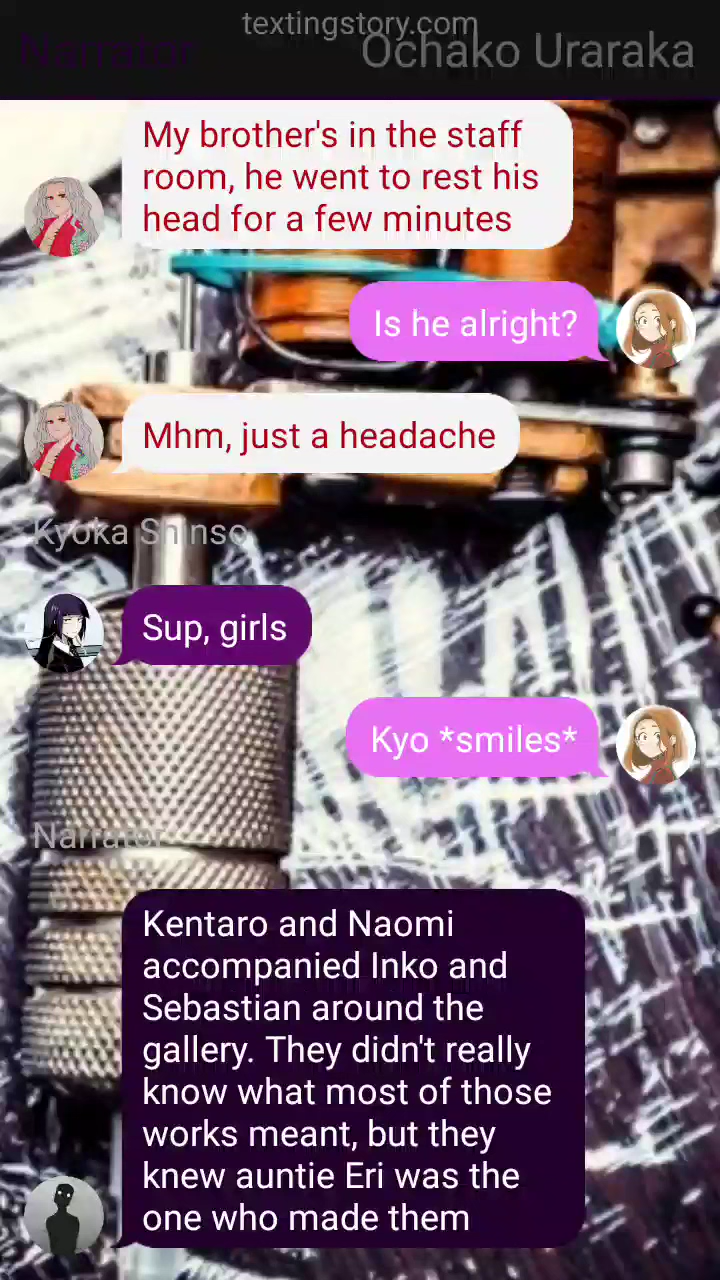 textingstory.com
Narrator
Ochako Uraraka
My brother's in the staff
room, he went to rest his
head for a few minutes
Is he alright?
Mhm, just a headache
Kyoka Shinso
Sup, girls
Kyo *smiles*
Narrator
Kentaro and Naomi
accompanied Inko and
Sebastian around the
gallery. They didn't really
know what most of those
works meant, but they
knew auntie Eri was the
one who made them